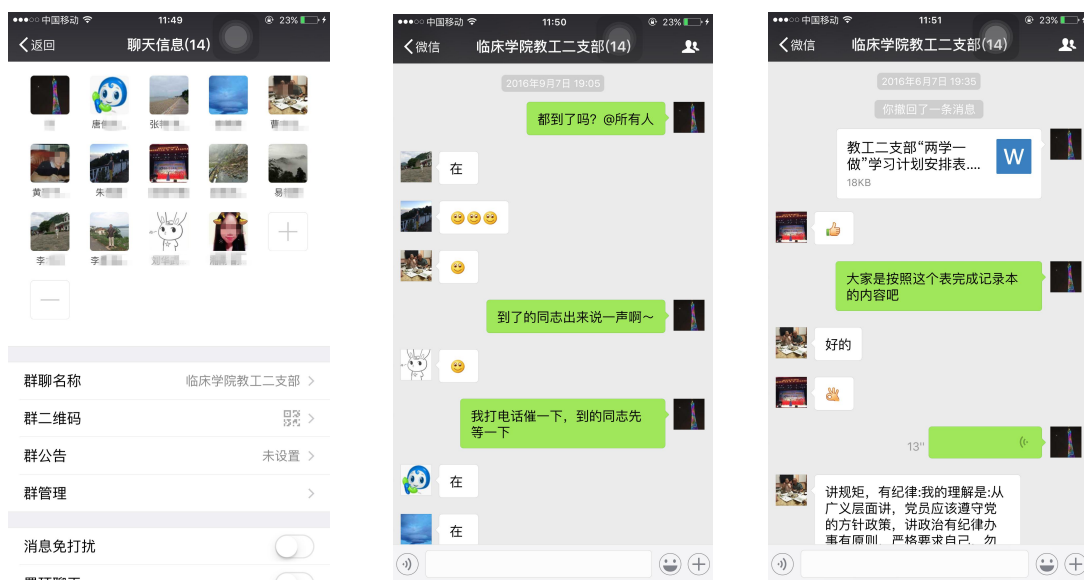 中国移动
11:49
23%
返回
聊天信息(14)
唐
张
曹
黄
朱
易
李
李
群聊名称
临床学院教工二支部
群二维码
群公告
未设置
群管理
消息免打扰
中国移动
11:50
23%
微信
临床学院教工二支部(14)
2016年9月7日 19:05
都到了吗？@所有人
在
到了的同志出来说一声啊～
我打电话催一下，到的同志先
等一下
在
在
中国移动
11:51
23%
微信
临床学院教工二支部(14)
2016年6月7日 19:35
你撤回了一条消息
教工二支部“两学一
做”学习计划安排表....
W
18KB
大家是按照这个表完成记录本
的内容吧
好的
13"
讲规矩，有纪律:我的理解是:从
广义层面讲，党员应该遵守党
的方针政策，讲政治有纪律办
事有原则，严格要求自己，勿